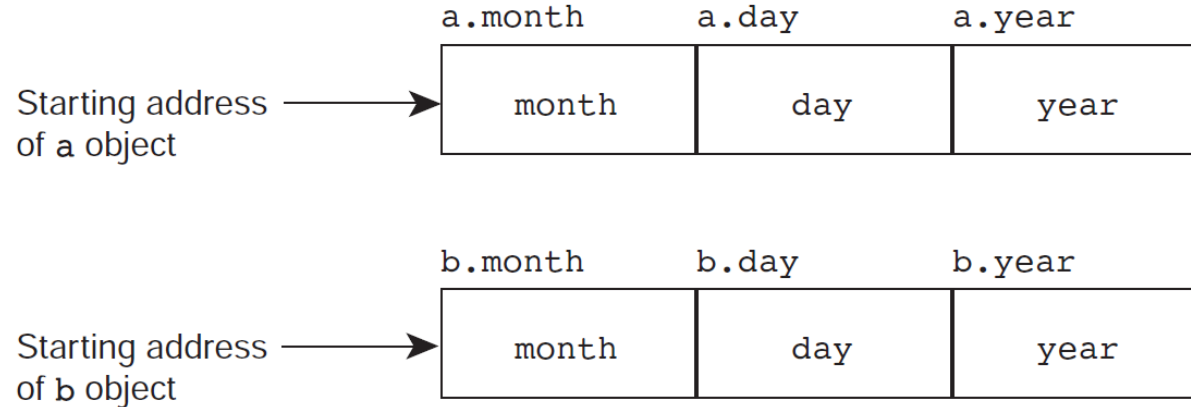 a.month a.day a.year
Starting address
of a object
month day year
b.month b.day b.year
Starting address
of b object
month day year